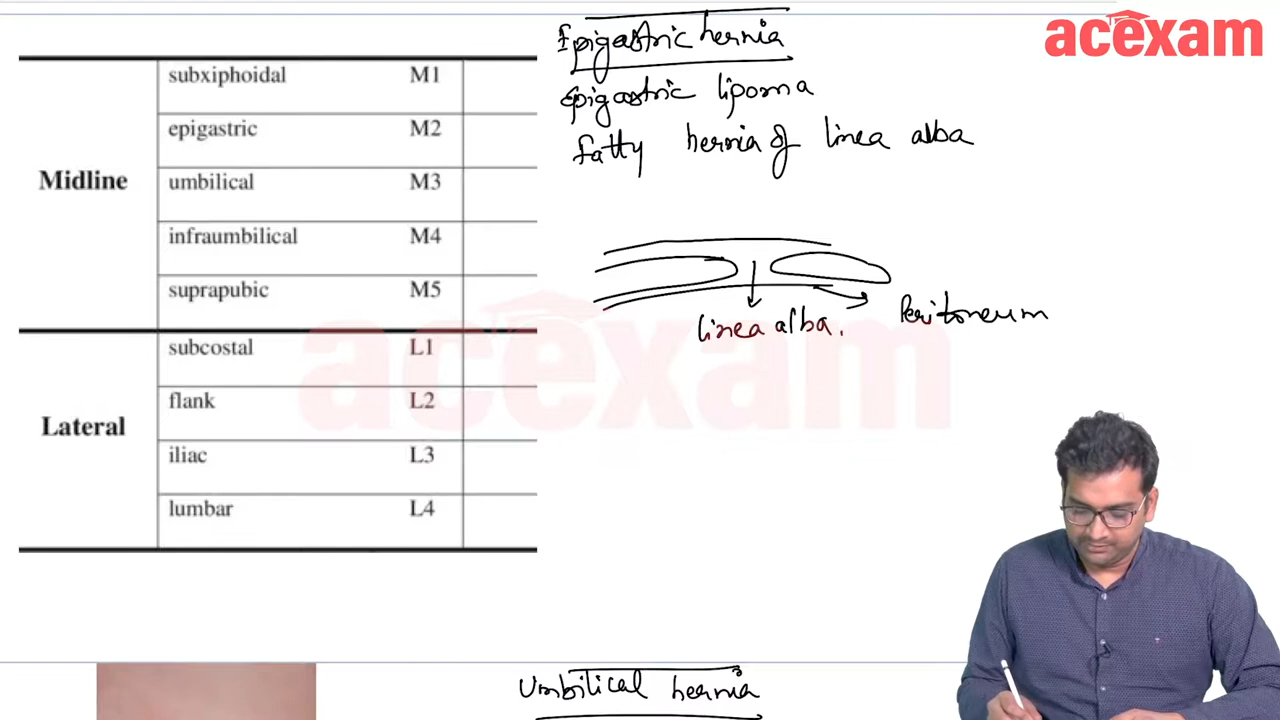 acexam
Epigastric hernia
Epigastric lipoma
Fatty hernia of linea alba
subxiphoidal M1
epigastric M2
Midline umbilical M3
infraumbilical M4
suprapubic M5
subcostal L1
flank L2
Lateral
iliac L3
lumbar L4
linea alba.
Peritoneum
acexam
Umbilical hernia